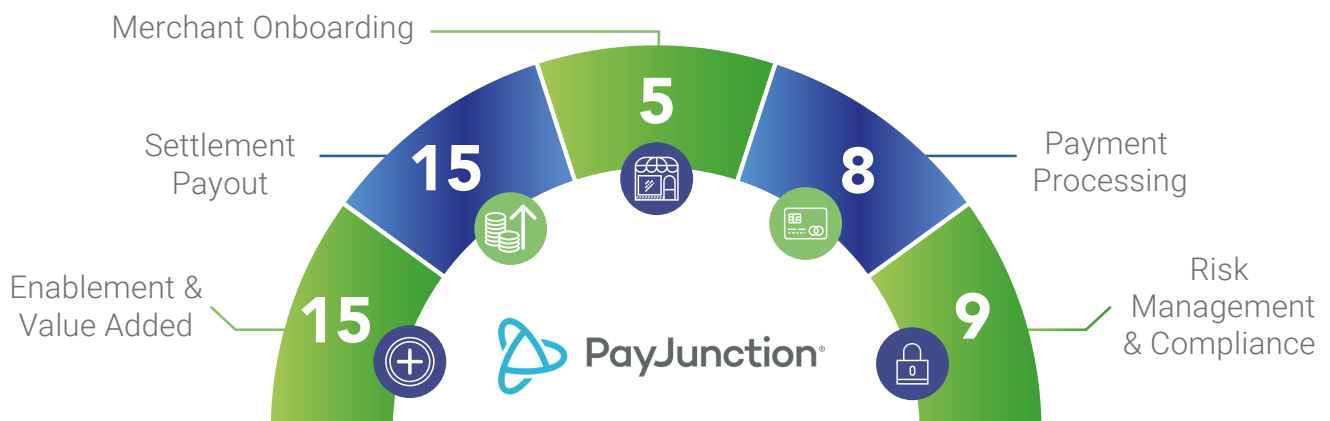 Merchant Onboarding
5
Settlement
Payout
15
8
Payment
Processing
Enablement &
Value Added
15
9
Risk
Management
& Compliance
PayJunction®
0